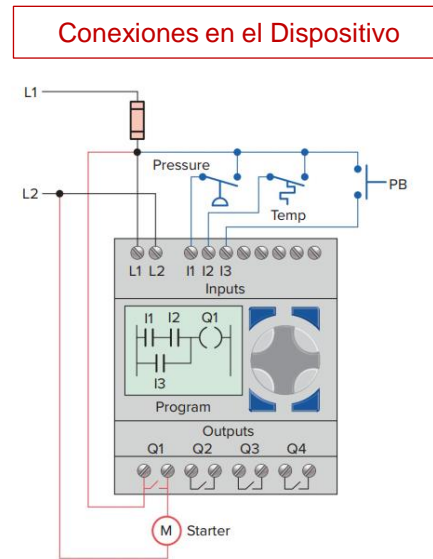 Conexiones en el Dispositivo
L1
Pressure
PB
L2
Temp
L1 L2 I1 I2 I3
Inputs
I1 I2 Q1
I3
Program
Outputs
Q1 Q2 Q3 Q4
M Starter